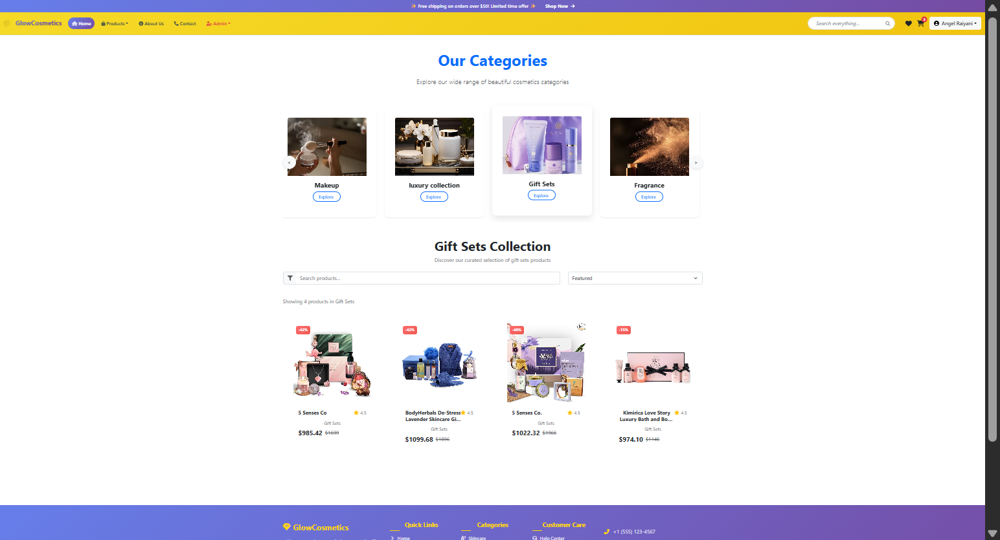 ✨ Free shipping on orders over $50! Limited time offer ✨ Shop Now →
GlowCosmetics Home Products About Us Contact Admin Search everything... Angel Raiyani
Our Categories
Explore our wide range of beautiful cosmetics categories
< >
Makeup luxury collection Gift Sets Fragrance
Explore Explore Explore Explore
Gift Sets Collection
Discover our curated selection of gift sets products
Search products... Featured
Showing 4 products in Gift Sets
-42% -42% -48% -15%
5 Senses Co 4.5
Gift Sets
$985.42 $1699
BodyHerbals De-Stress 4.5
Lavender Skincare Gi...
Gift Sets
$1099.68 $1896
5 Senses Co. 4.5
Gift Sets
$1022.32 $1966
Kimirica Love Story 4.5
Luxury Bath and Bo...
Gift Sets
$974.10 $1146
GlowCosmetics Quick Links Categories Customer Care +1 (555) 123-4567
Home Skincare Help Center